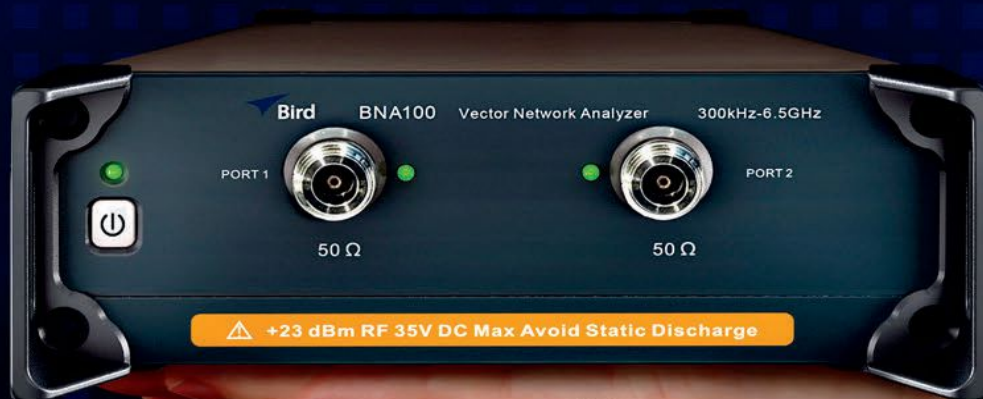 Bird BNA100 Vector Network Analyzer 300kHz-6.5GHz
PORT 1
PORT 2
50 Ω
50 Ω
+23 dBm RF 35V DC Max Avoid Static Discharge